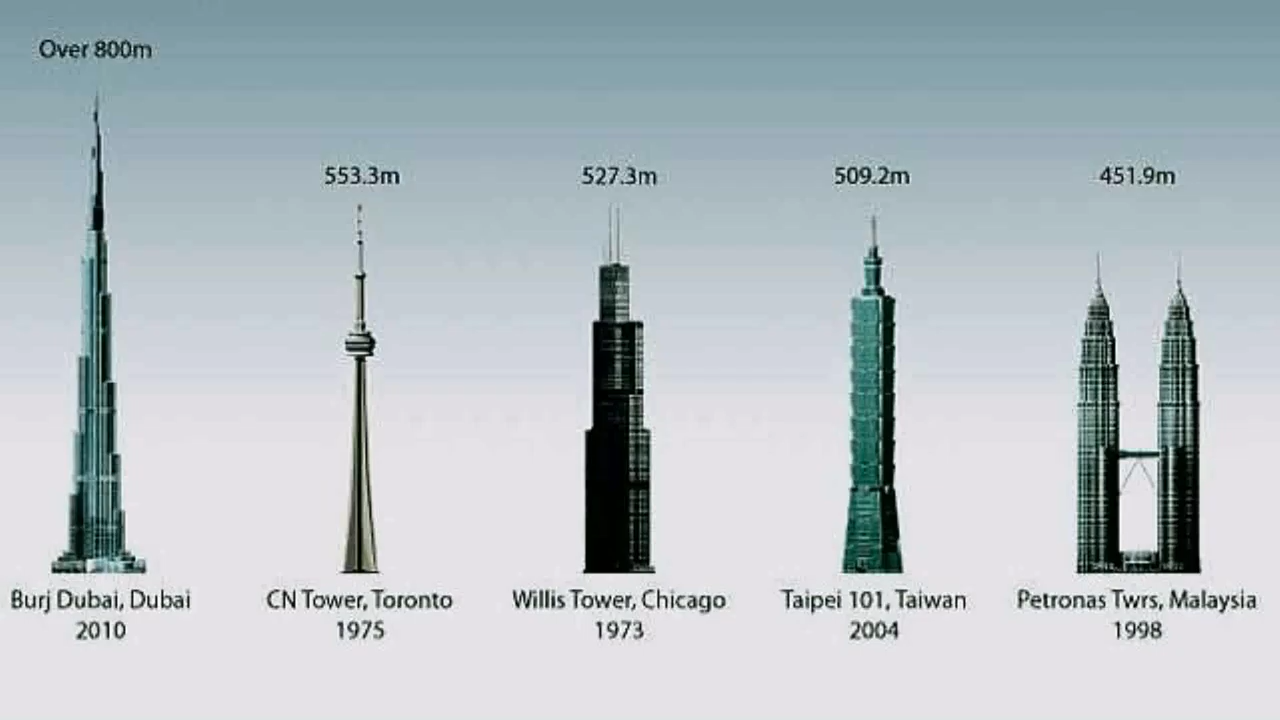 Over 800m
553.3m
527.3m
509.2m
451.9m
Burj Dubai, Dubai
2010
CN Tower, Toronto
1975
Willis Tower, Chicago
1973
Taipei 101, Taiwan
2004
Petronas Twrs, Malaysia
1998